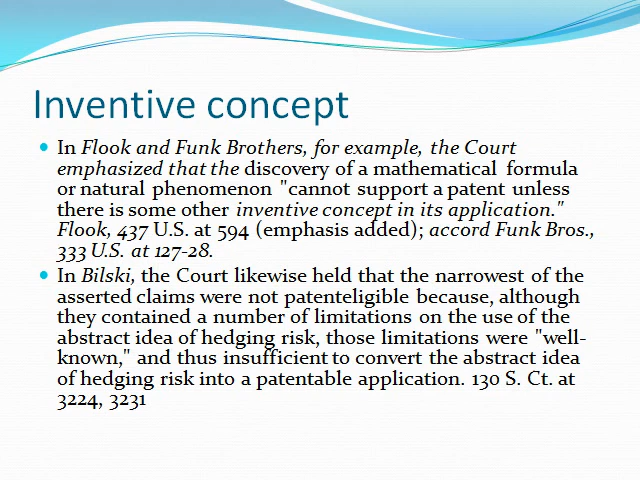 Inventive concept
In Flook and Funk Brothers, for example, the Court
emphasized that the discovery of a mathematical formula
or natural phenomenon "cannot support a patent unless
there is some other inventive concept in its application."
Flook, 437 U.S. at 594 (emphasis added); accord Funk Bros.,
333 U.S. at 127-28.
In Bilski, the Court likewise held that the narrowest of the
asserted claims were not patenteligible because, although
they contained a number of limitations on the use of the
abstract idea of hedging risk, those limitations were "well-
known," and thus insufficient to convert the abstract idea
of hedging risk into a patentable application. 130 S. Ct. at
3224, 3231